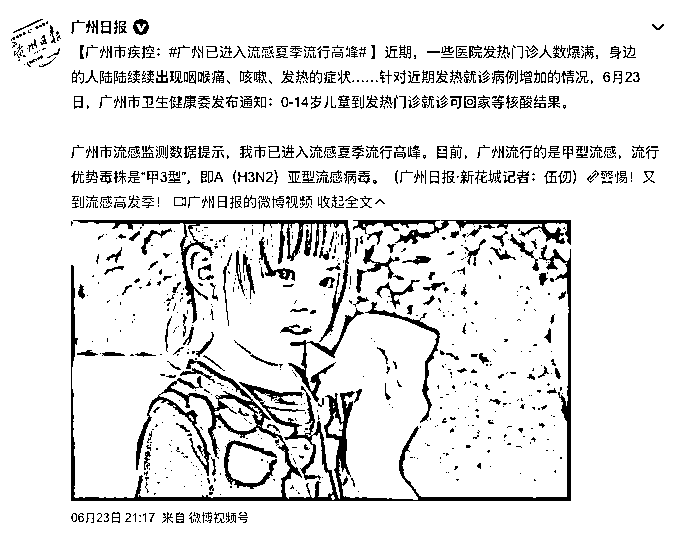 广州日报
广州日报
【广州市疾控：#广州已进入流感夏季流行高峰#】近期，一些医院发热门诊人数爆满，身边
的人陆陆续续出现咽喉痛、咳嗽、发热的症状……针对近期发热就诊病例增加的情况，6月23
日，广州市卫生健康委发布通知：0-14岁儿童到发热门诊就诊可回家等核酸结果。
广州市流感监测数据提示，我市已进入流感夏季流行高峰。目前，广州流行的是甲型流感，流行
优势毒株是“甲3型”，即A（H3N2）亚型流感病毒。（广州日报·新花城记者：伍仞）警惕！又
到流感高发季！广州日报的微博视频 收起全文
06月23日 21:17 来自 微博视频号